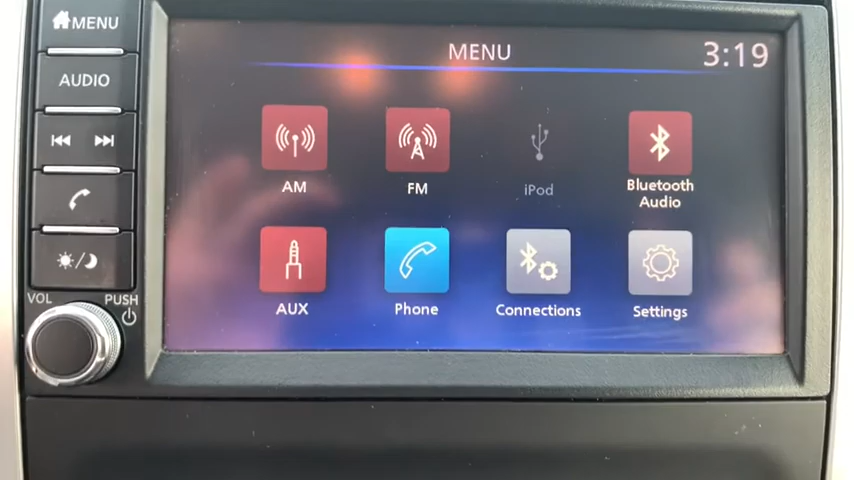 MENU
AUDIO
VOL
PUSH
MENU
3:19
AM
FM
iPod
Bluetooth
Audio
AUX
Phone
Connections
Settings